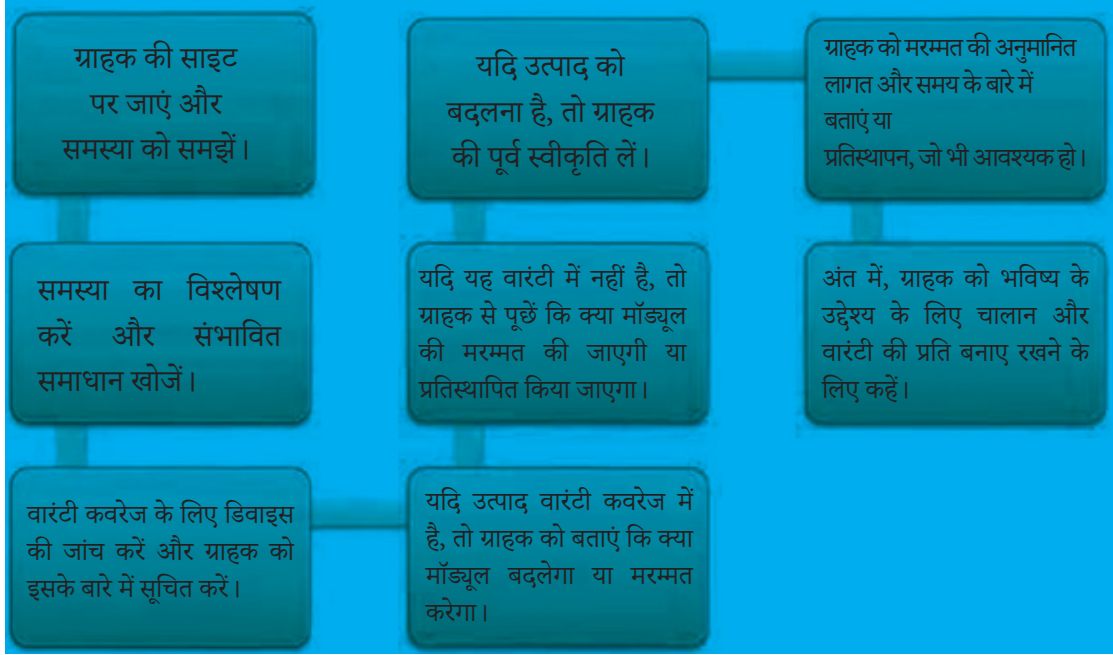 ग्राहक की साइट
पर जाएं और
समस्या को समझें।
समस्या का विश्लेषण
करें और संभावित
समाधान खोजें।
वारंटी कवरेज के लिए डिवाइस
की जांच करें और ग्राहक को
इसके बारे में सूचित करें।
यदि उत्पाद वारंटी कवरेज में
है, तो ग्राहक को बताएं कि क्या
मॉड्यूल बदलेगा या मरम्मत
करेगा।
यदि यह वारंटी में नहीं है, तो
ग्राहक से पूछें कि क्या मॉड्यूल
की मरम्मत की जाएगी या
प्रतिस्थापित किया जाएगा।
यदि उत्पाद को
बदलना है, तो ग्राहक
की पूर्व स्वीकृति लें।
ग्राहक को मरम्मत की अनुमानित
लागत और समय के बारे में
बताएं या
प्रतिस्थापन, जो भी आवश्यक हो।
अंत में, ग्राहक को भविष्य के
उद्देश्य के लिए चालान और
वारंटी की प्रति बनाए रखने के
लिए कहें।